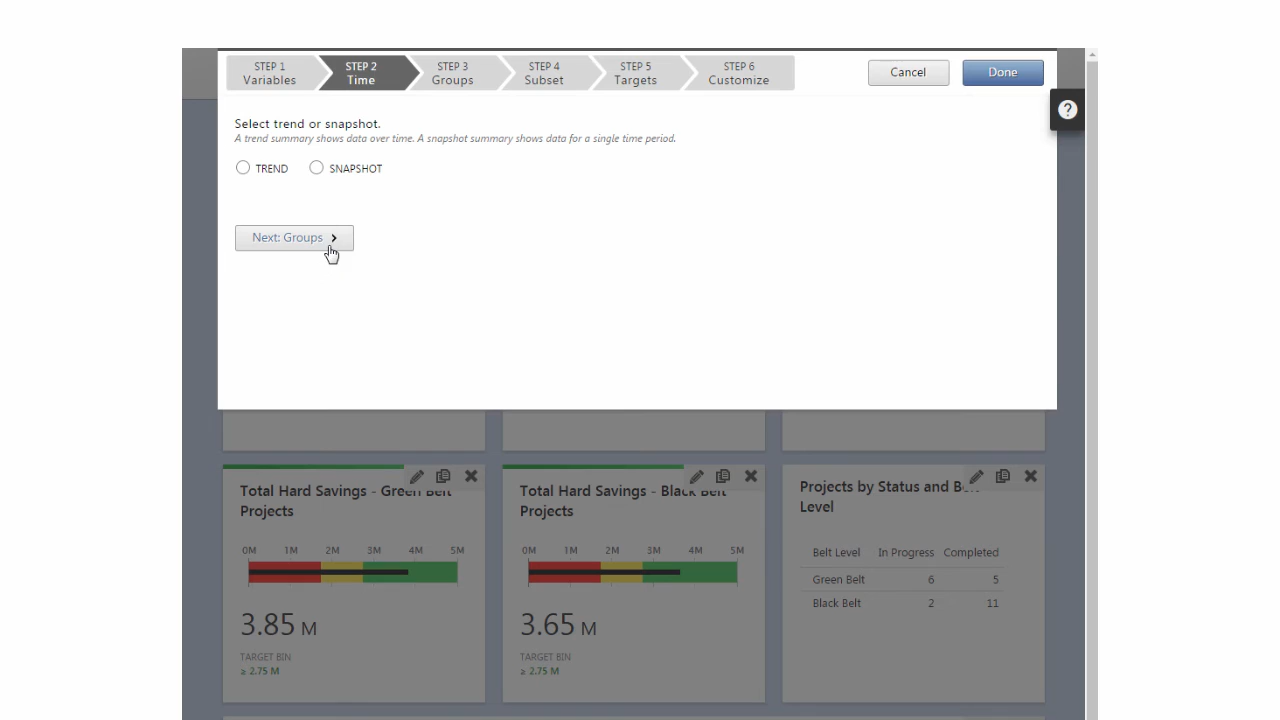 STEP 1
Variables
STEP 2
Time
STEP 3
Groups
STEP 4
Subset
STEP 5
Targets
STEP 6
Customize
Cancel
Done
?
Select trend or snapshot.
A trend summary shows data over time. A snapshot summary shows data for a single time period.
TREND
SNAPSHOT
Next: Groups
Total Hard Savings - Green Belt
Projects
0M 1M 2M 3M 4M 5M
3.85 M
TARGET BIN
≥ 2.75 M
Total Hard Savings - Black Belt
Projects
0M 1M 2M 3M 4M 5M
3.65 M
TARGET BIN
≥ 2.75 M
Projects by Status and Belt
Level
Belt Level In Progress Completed
Green Belt 6 5
Black Belt 2 11